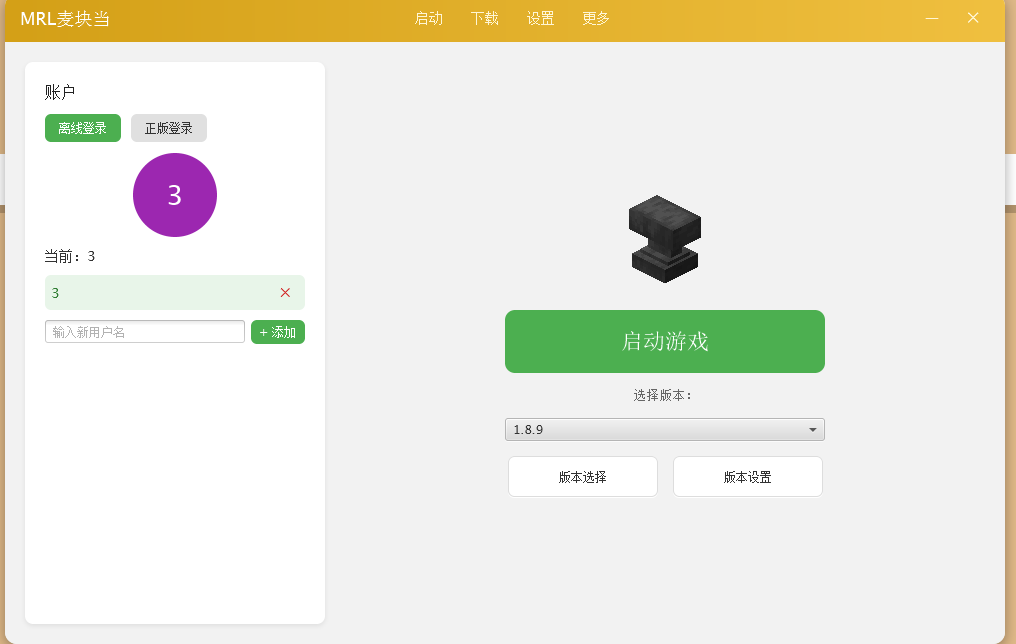 MRL麦块当
启动 下载 设置 更多
账户
离线登录 正版登录
3
当前：3
3
输入新用户名 + 添加
启动游戏
选择版本：
1.8.9
版本选择 版本设置